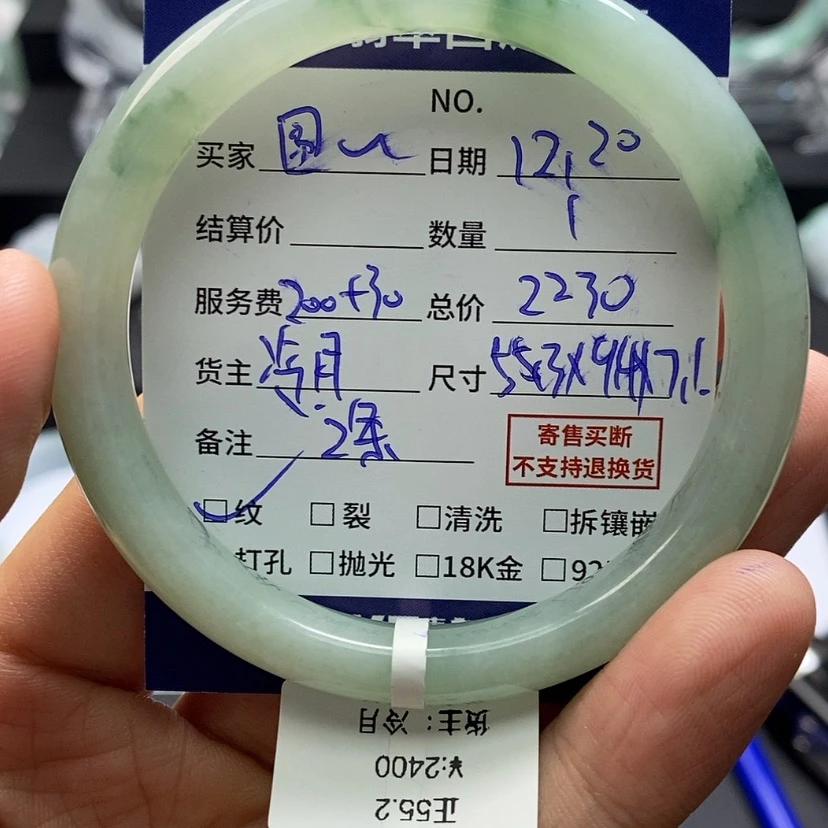 NO.
买家 圆 日期 12.20
结算价 数量 1
服务费 200+30 总价 2230
货主 冷月 尺寸
备注 2条
寄售买断
不支持退换货
☑纹 □裂 □清洗 □拆镶嵌
打孔 □抛光 □18K金 □92
货主:冷月
¥:2400
正55.2